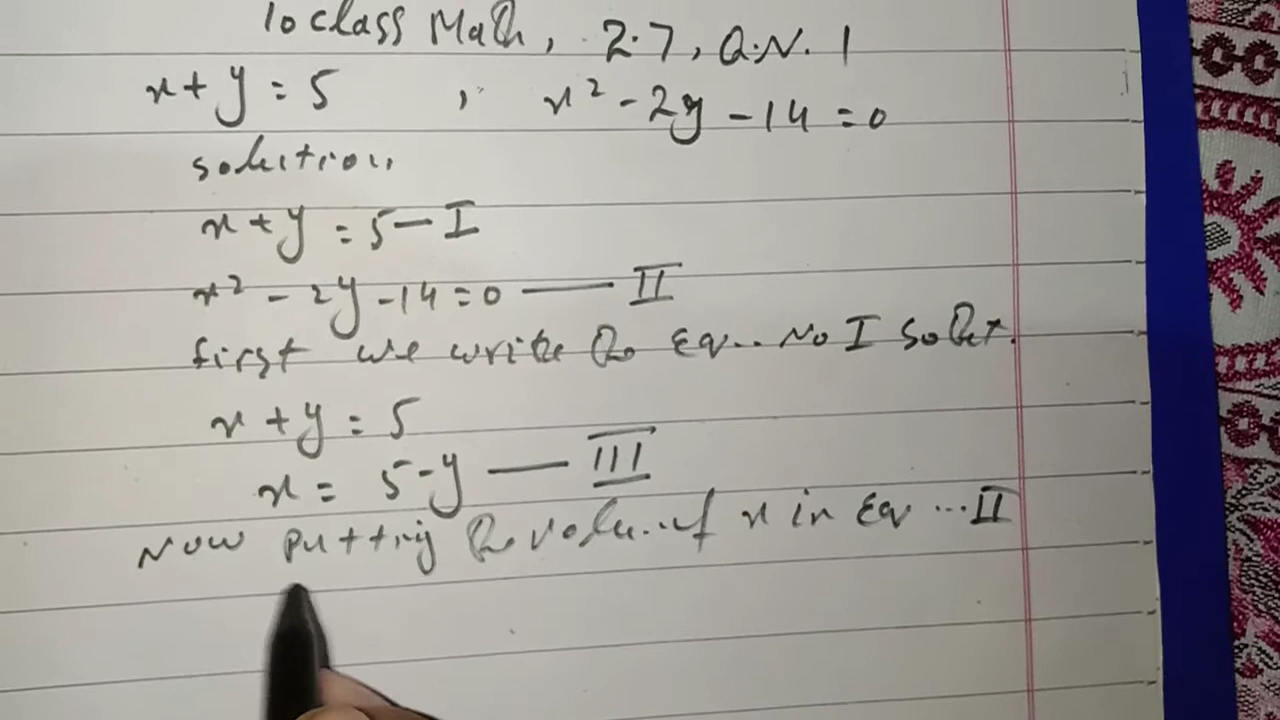 10 class Math, 2.7, Q.N. 1
x + y = 5 , x² - 2y - 14 = 0
solution
x + y = 5 — I
x² - 2y - 14 = 0 — II
first we write the Eq.. No I
x + y = 5
x = 5 - y — III
Now putting the value of x in Eq ... II